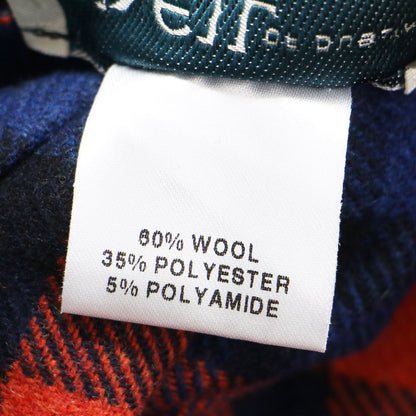 60% WOOL
35% POLYESTER
5% POLYAMIDE